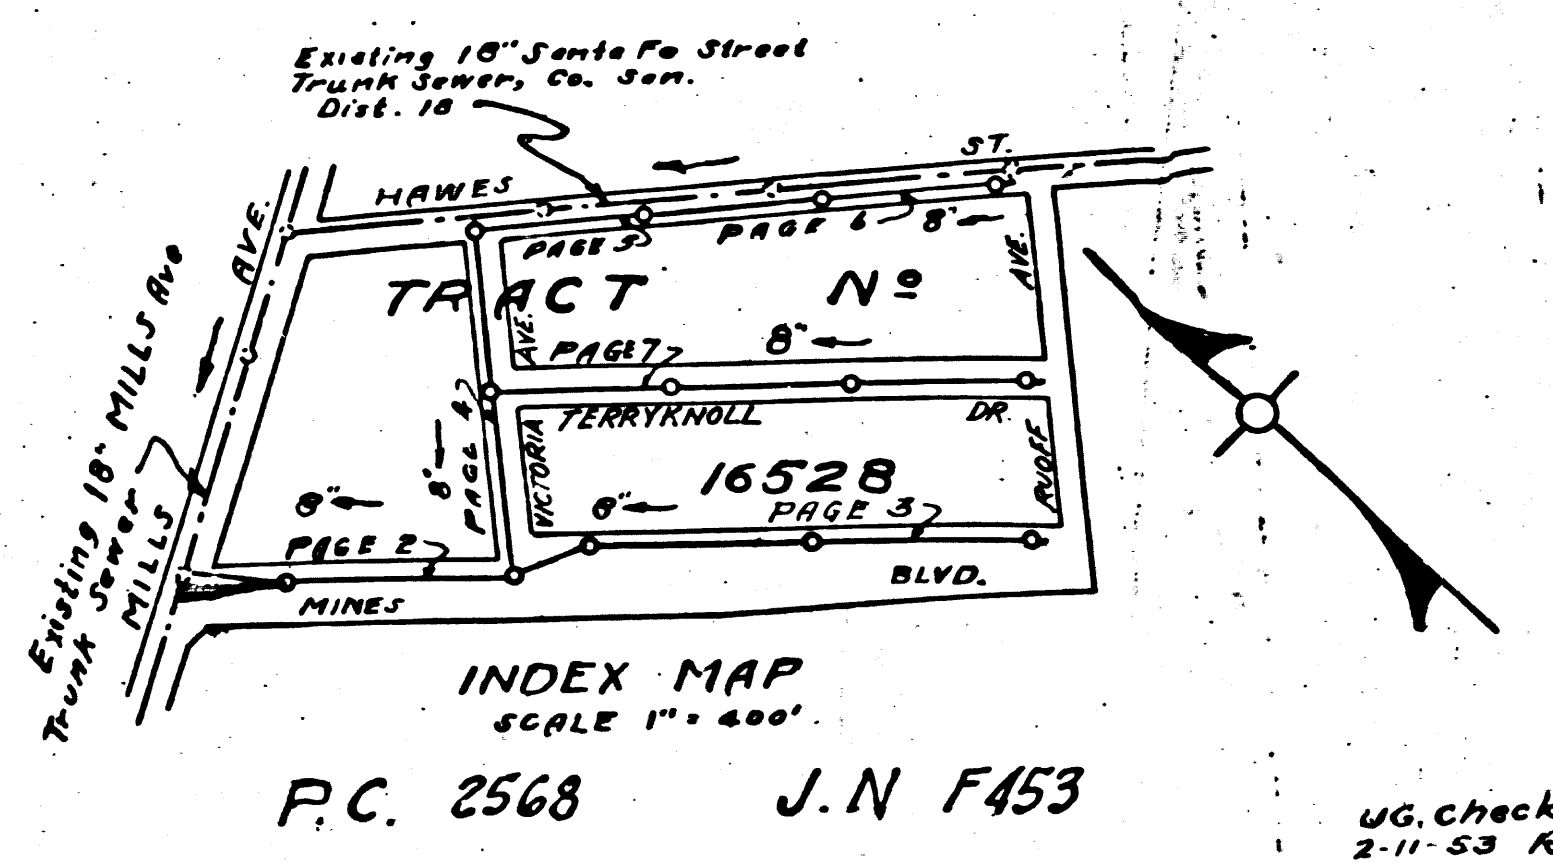 Existing 18" Santa Fe Street
Trunk Sewer, Co. San.
Dist. 18
HAWES ST.
AVE.
PAGE 5
PAGE 6
8"
TRACT Nº
AVE.
AVE.
PAGE 7
8"
Existing 18" MILLS Ave
Trunk Sewer
MILLS
PAGE 4
8"
TERRYKNOLL DR.
VICTORIA
RUOFF
16528
8"
8"
PAGE 3
PAGE 2
BLVD.
MINES
INDEX MAP
SCALE 1" = 400'
P.C. 2568 J.N F453
WG. Check
2-11-53